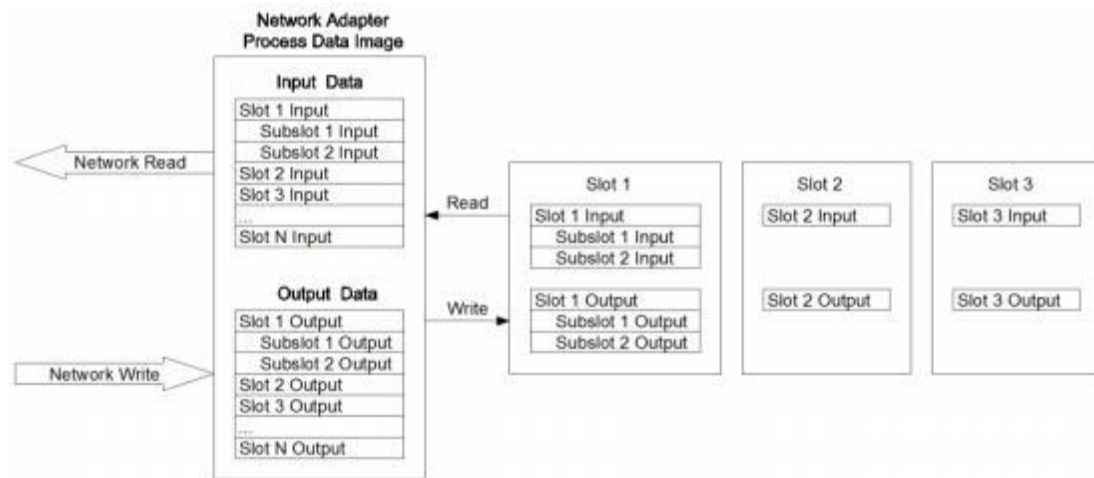 Network Adapter
Process Data Image
Input Data
Slot 1 Input
Subslot 1 Input
Subslot 2 Input
Slot 2 Input
Slot 3 Input
...
Slot N Input
Network Read
Output Data
Slot 1 Output
Subslot 1 Output
Subslot 2 Output
Slot 2 Output
Slot 3 Output
...
Slot N Output
Network Write
Read
Write
Slot 1
Slot 1 Input
Subslot 1 Input
Subslot 2 Input
Slot 1 Output
Subslot 1 Output
Subslot 2 Output
Slot 2
Slot 2 Input
Slot 2 Output
Slot 3
Slot 3 Input
Slot 3 Output